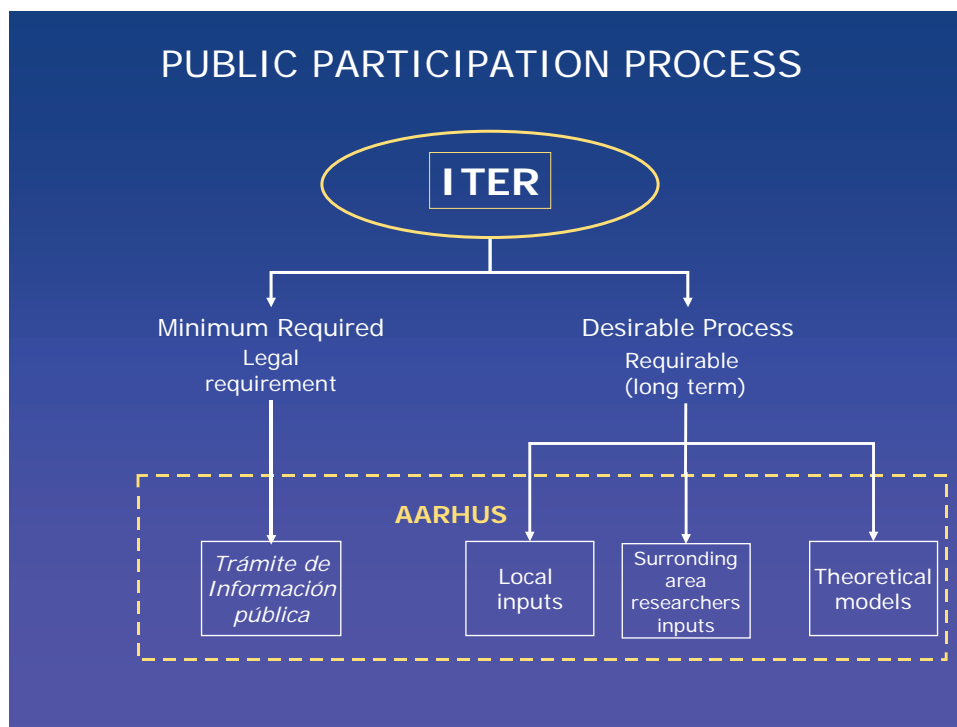 PUBLIC PARTICIPATION PROCESS
ITER
Minimum Required
Legal
requirement
Desirable Process
Requirable
(long term)
AARHUS
Trámite de
Información
pública
Local
inputs
Surronding
area
researchers
inputs
Theoretical
models